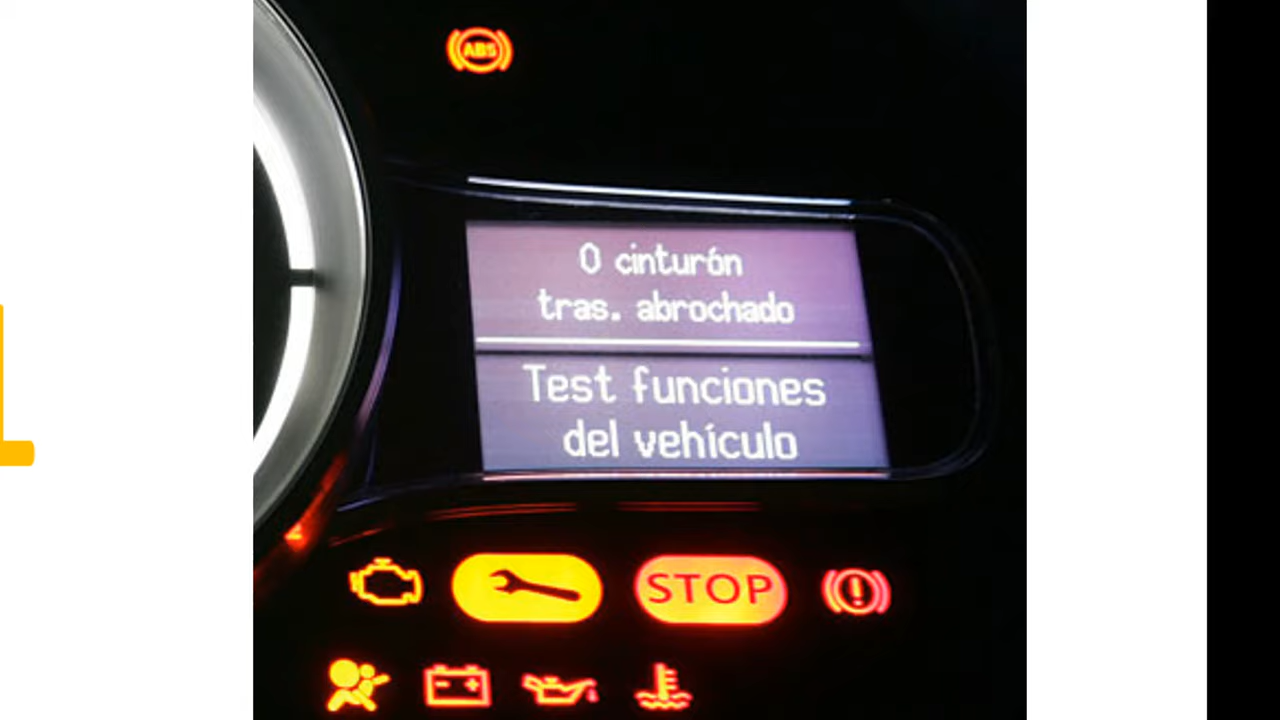 ABS
0 cinturón
tras. abrochado
Test funciones
del vehículo
STOP